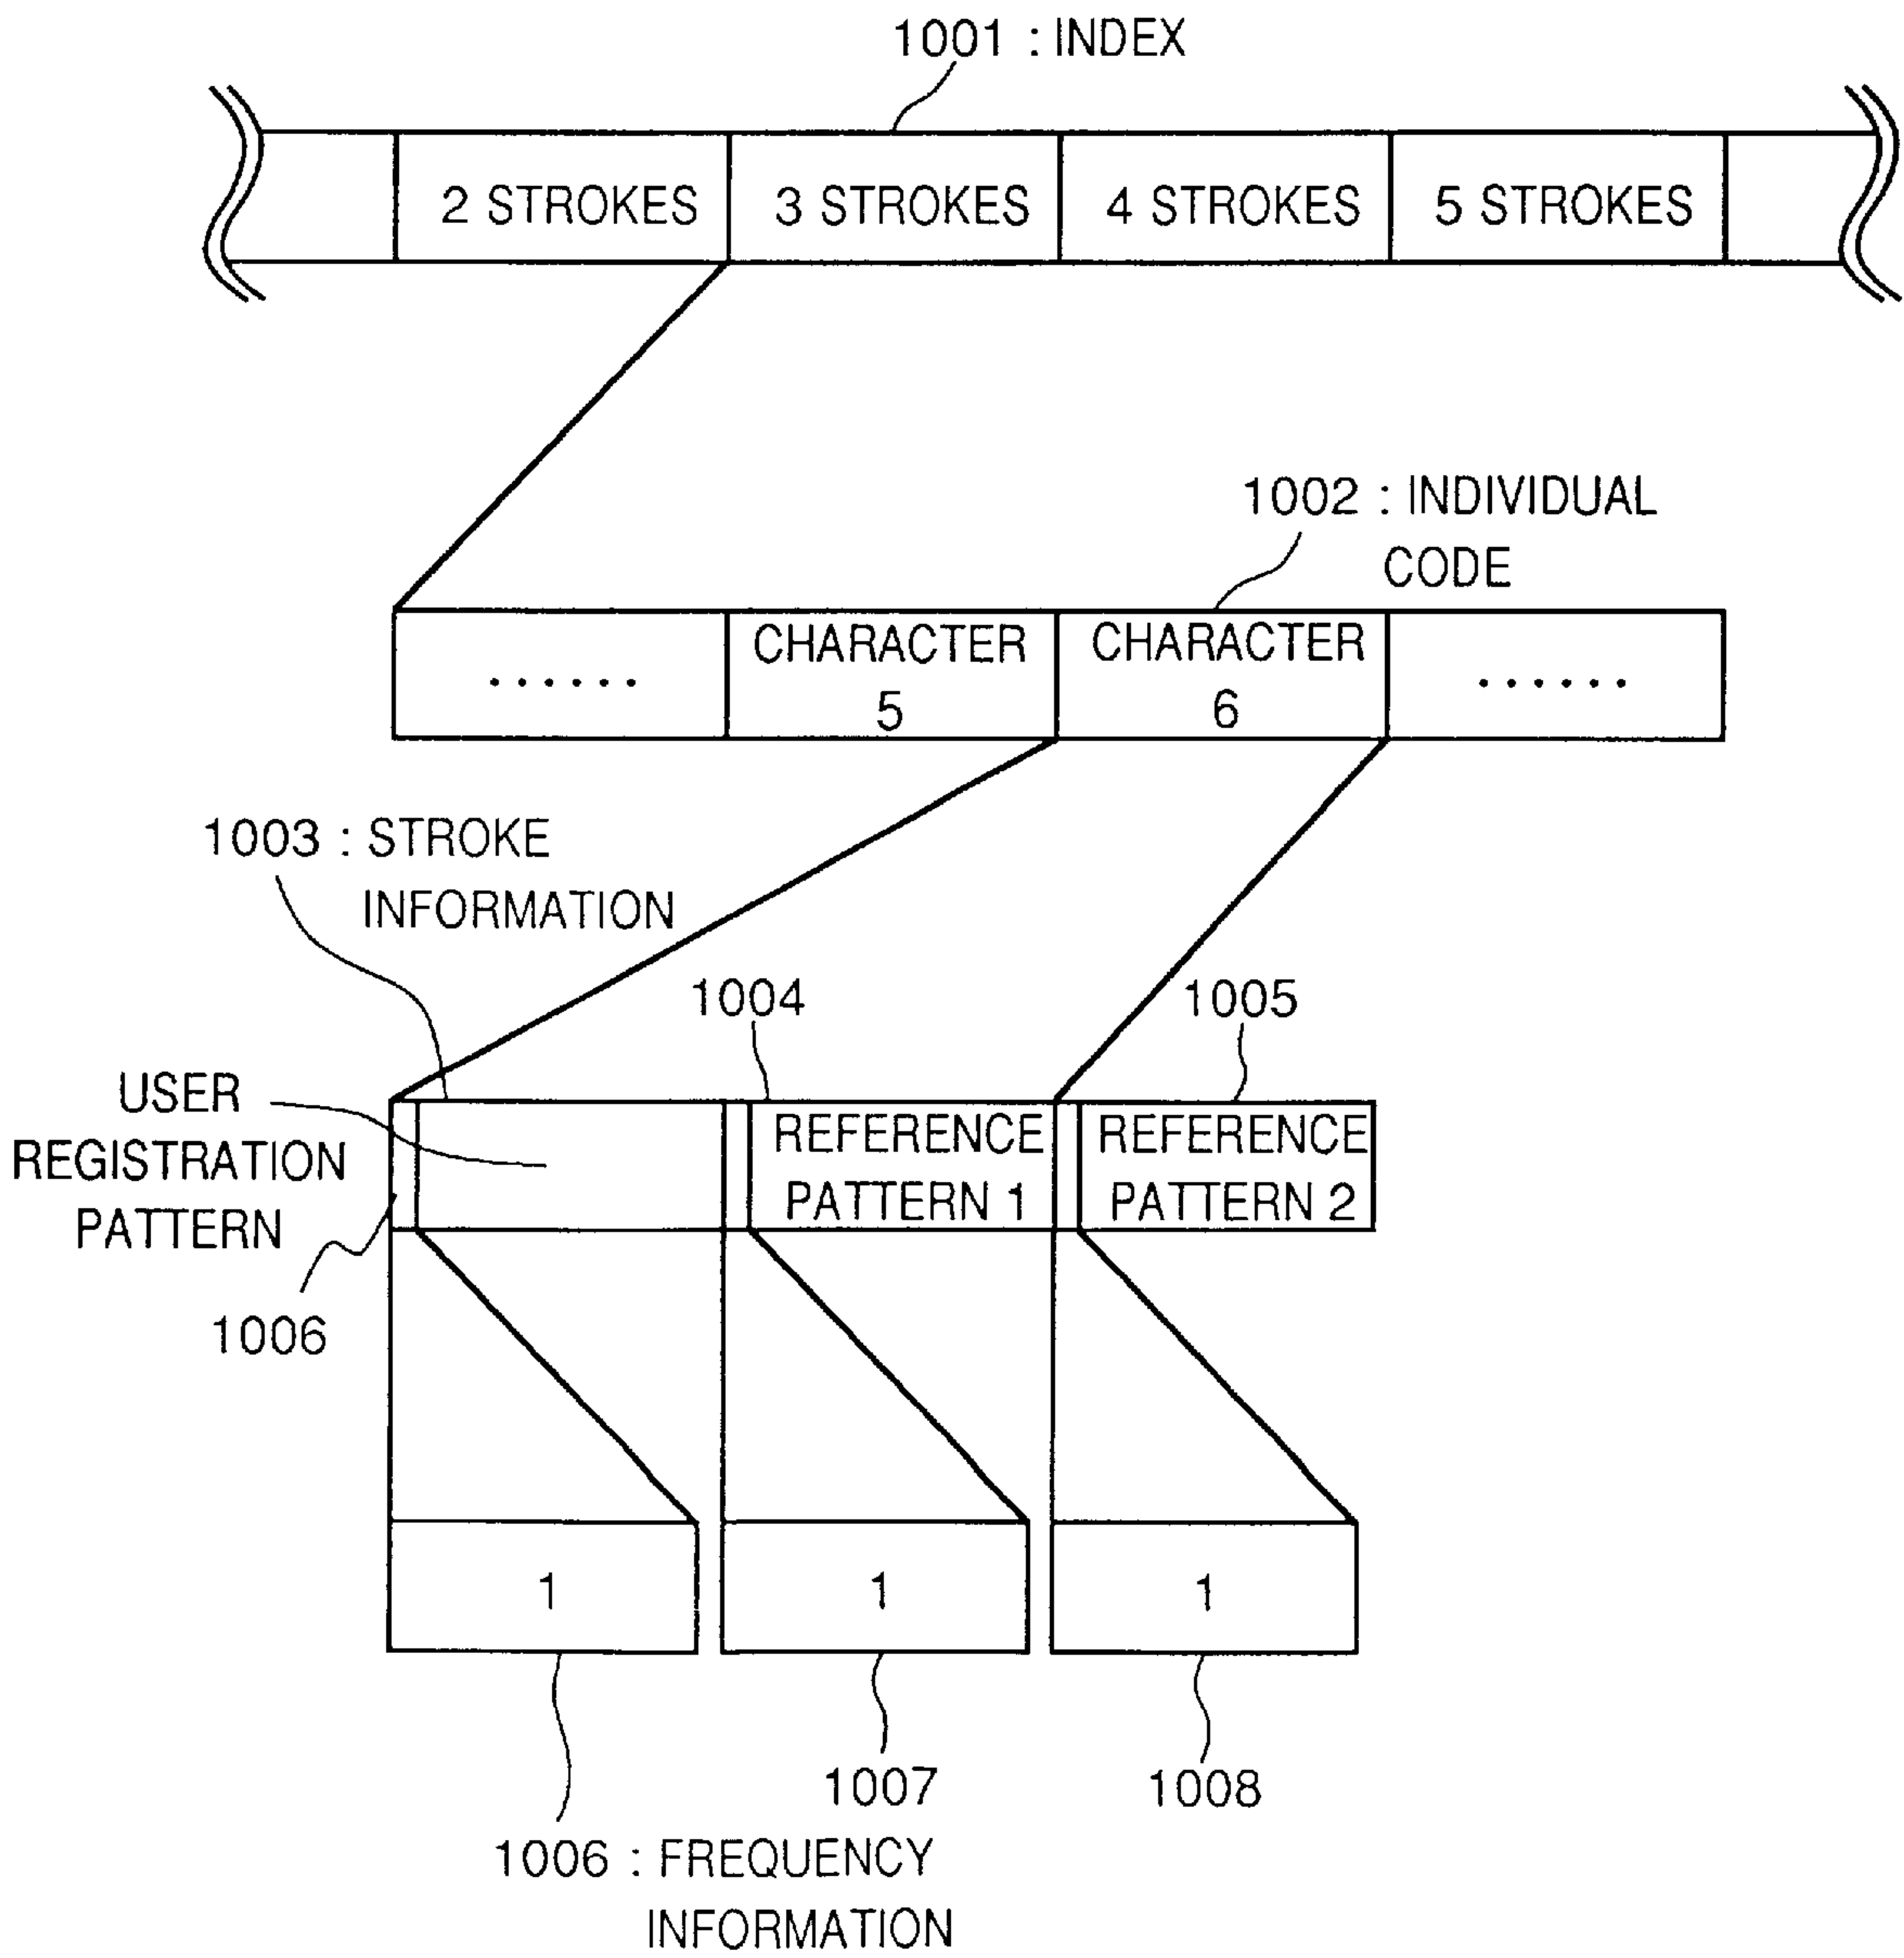 1001 : INDEX
2 STROKES 3 STROKES 4 STROKES 5 STROKES
1002 : INDIVIDUAL
CODE
...... CHARACTER
5 CHARACTER
6 ......
1003 : STROKE
INFORMATION
1004
1005
USER
REGISTRATION
PATTERN
REFERENCE
PATTERN 1
REFERENCE
PATTERN 2
1006
1 1 1
1007
1008
1006 : FREQUENCY
INFORMATION